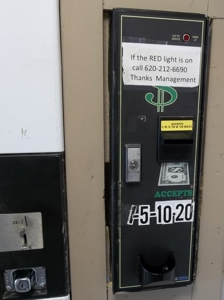 If the RED light is on
call 620-212-6690
Thanks Management
$
ACCEPTS
1-5-10-20